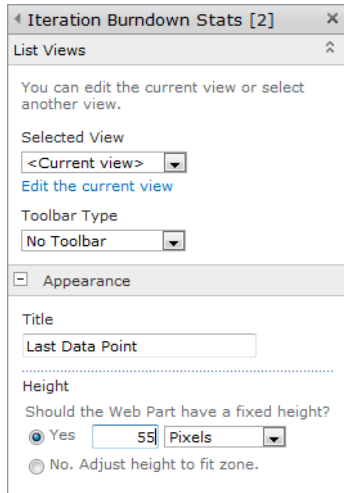 Iteration Burndown Stats [2]
List Views
You can edit the current view or select
another view.
Selected View
<Current view>
Edit the current view
Toolbar Type
No Toolbar
Appearance
Title
Last Data Point
Height
Should the Web Part have a fixed height?
Yes 55 Pixels
No. Adjust height to fit zone.